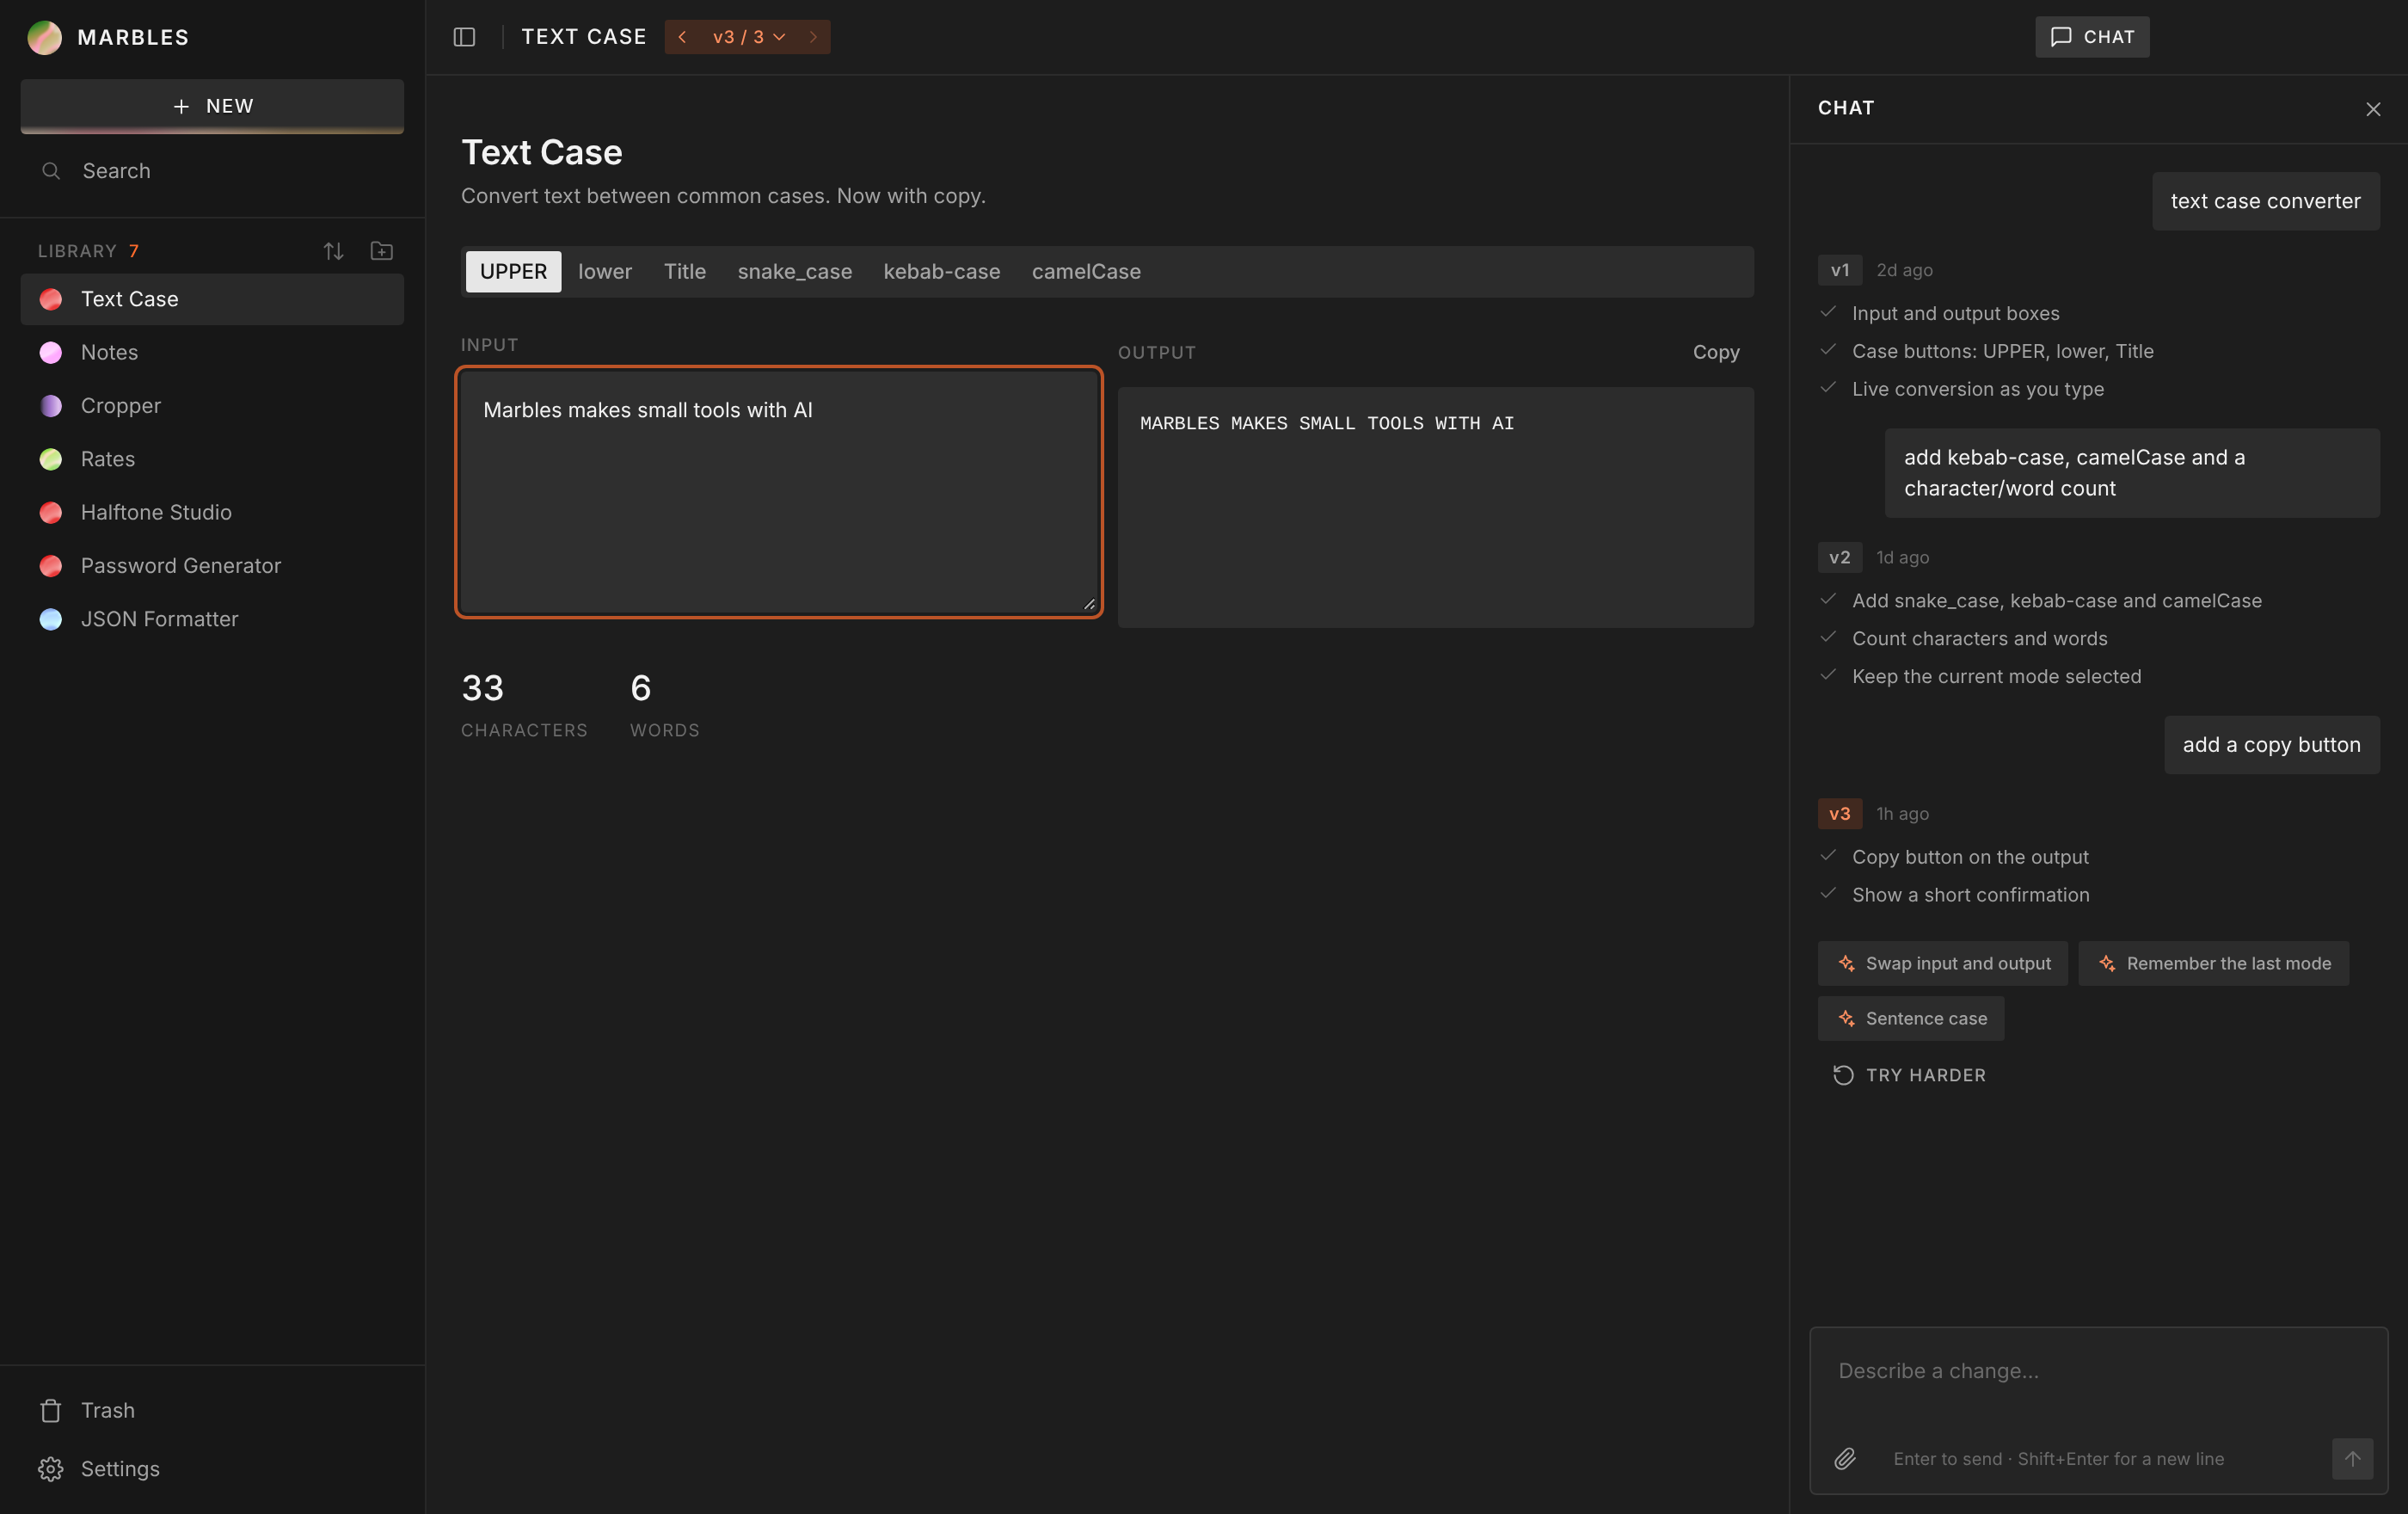 MARBLES
NEW
Search
LIBRARY 7
Text Case
Notes
Cropper
Rates
Halftone Studio
Password Generator
JSON Formatter
Trash
Settings
TEXT CASE
v3 / 3
CHAT
Text Case
Convert text between common cases. Now with copy.
UPPER lower Title snake_case kebab-case camelCase
INPUT
Marbles makes small tools with AI
OUTPUT
Copy
MARBLES MAKES SMALL TOOLS WITH AI
33
CHARACTERS
6
WORDS
CHAT
text case converter
v1 2d ago
Input and output boxes
Case buttons: UPPER, lower, Title
Live conversion as you type
add kebab-case, camelCase and a
character/word count
v2 1d ago
Add snake_case, kebab-case and camelCase
Count characters and words
Keep the current mode selected
add a copy button
v3 1h ago
Copy button on the output
Show a short confirmation
Swap input and output
Remember the last mode
Sentence case
TRY HARDER
Describe a change...
Enter to send · Shift+Enter for a new line